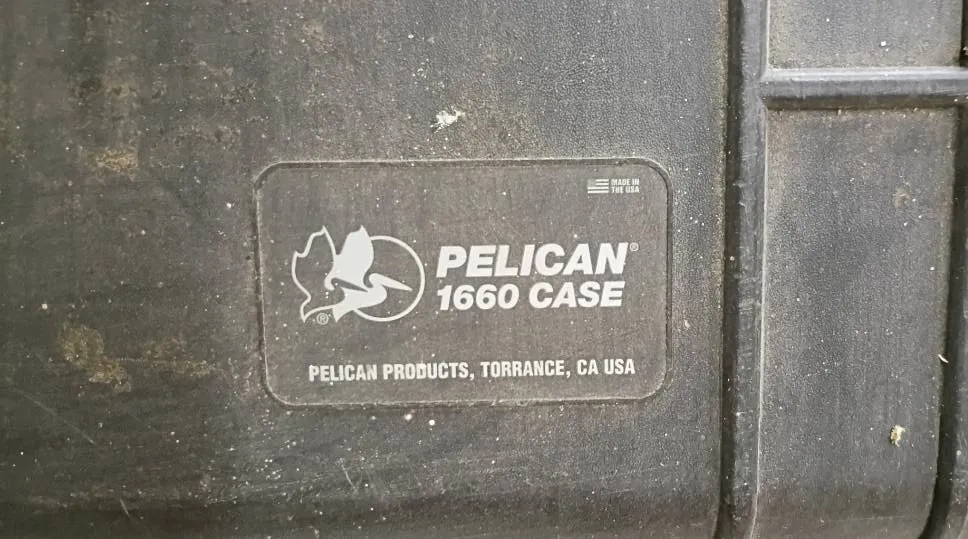 MADE IN
THE USA
PELICAN®
1660 CASE
®
PELICAN PRODUCTS, TORRANCE, CA USA